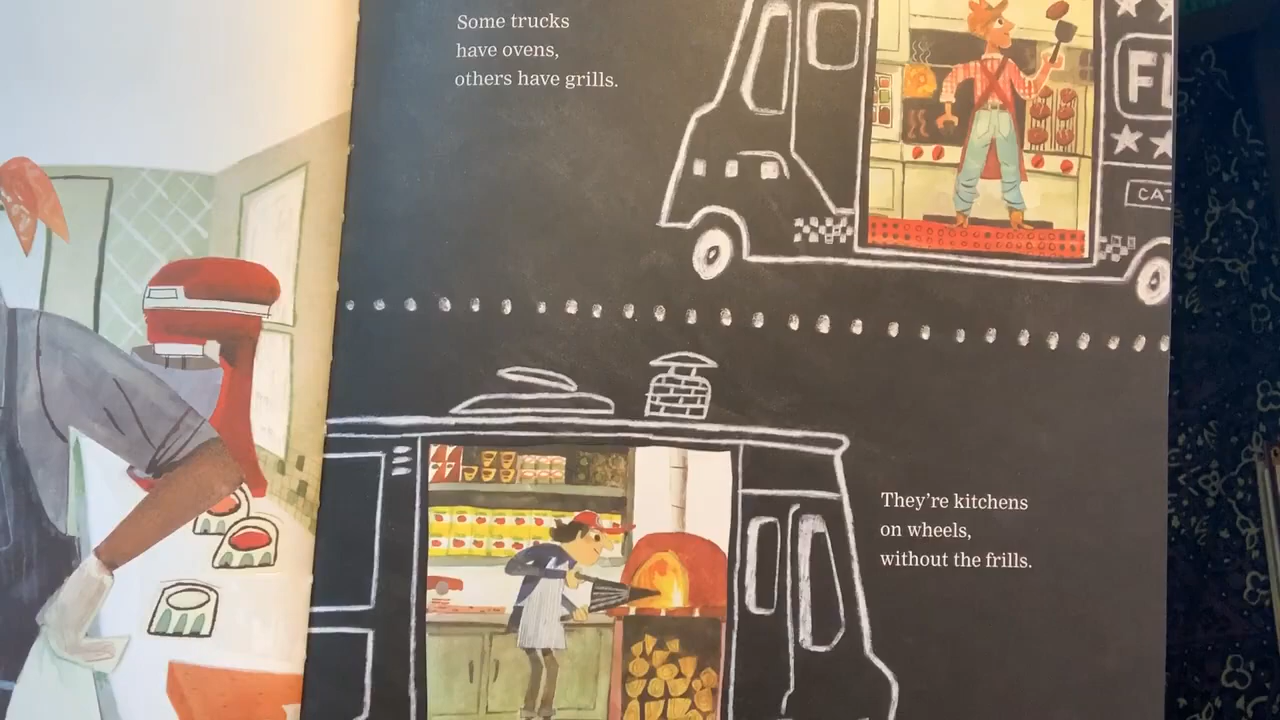 Some trucks
have ovens,
others have grills.
They’re kitchens
on wheels,
without the frills.